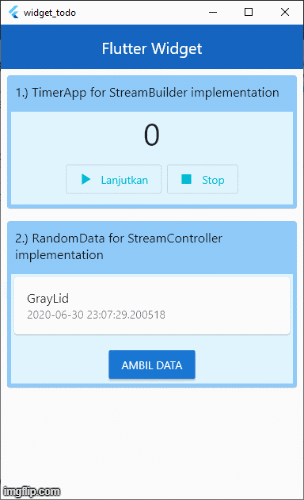 widget_todo
Flutter Widget
1.) TimerApp for StreamBuilder implementation
0
Lanjutkan
Stop
2.) RandomData for StreamController
implementation
GrayLid
2020-06-30 23:07:29.200518
AMBIL DATA
imgflip.com